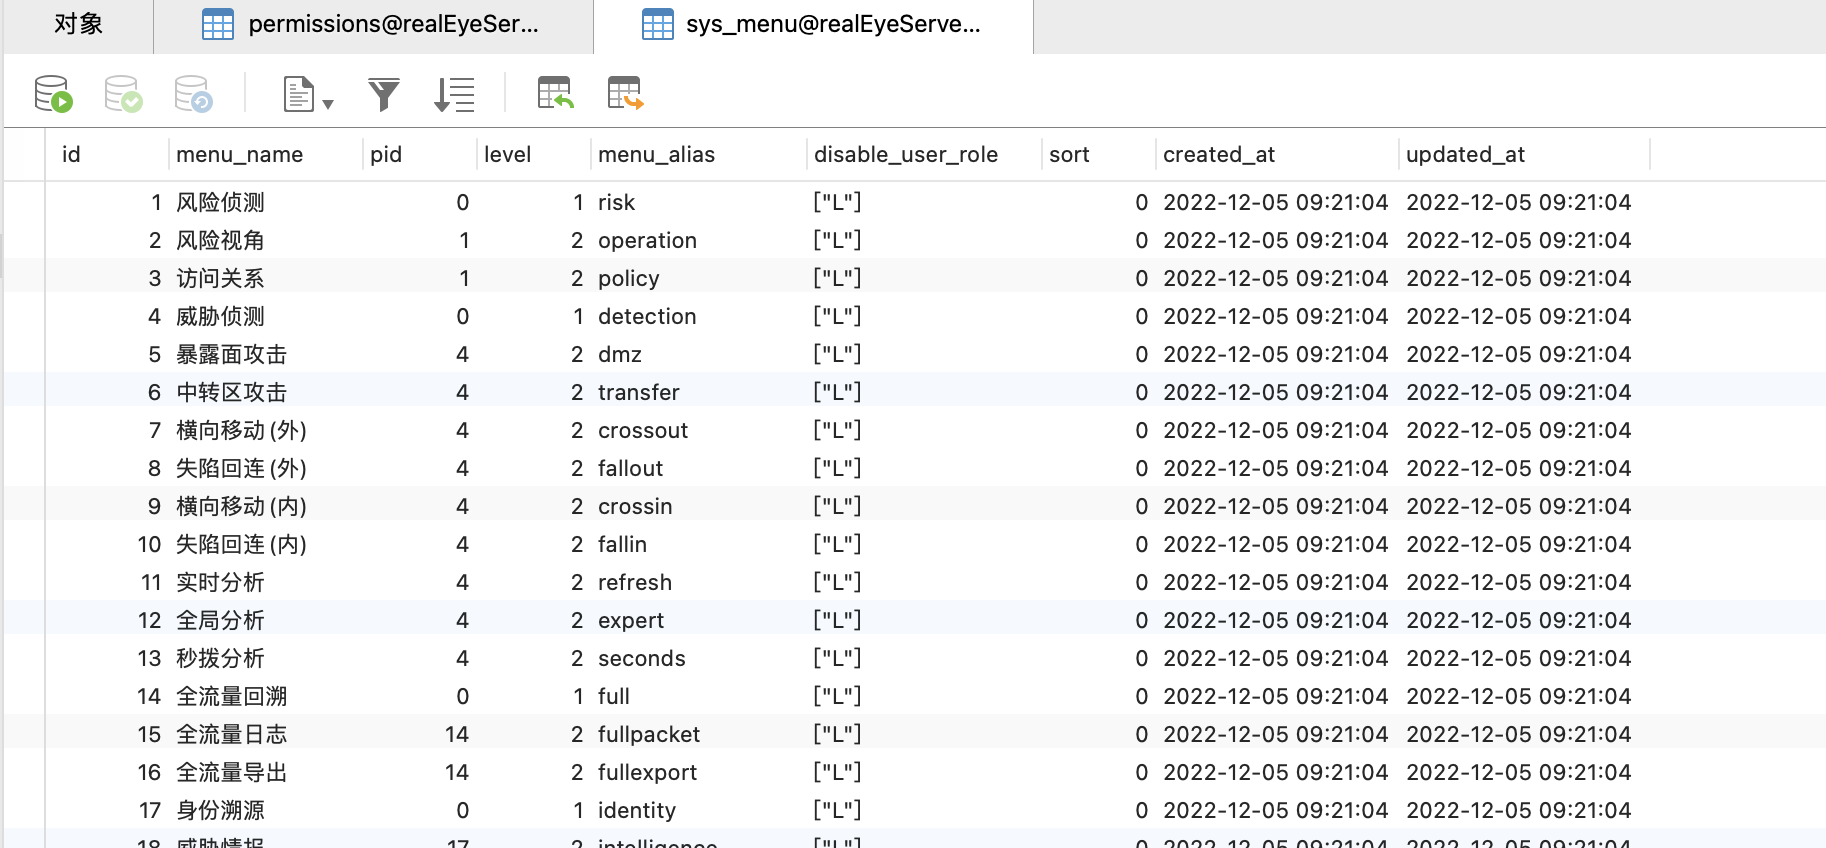 对象 permissions@realEyeSer... sys_menu@realEyeServe...
id menu_name pid level menu_alias disable_user_role sort created_at updated_at
1 风险侦测 0 1 risk ["L"] 0 2022-12-05 09:21:04 2022-12-05 09:21:04
2 风险视角 1 2 operation ["L"] 0 2022-12-05 09:21:04 2022-12-05 09:21:04
3 访问关系 1 2 policy ["L"] 0 2022-12-05 09:21:04 2022-12-05 09:21:04
4 威胁侦测 0 1 detection ["L"] 0 2022-12-05 09:21:04 2022-12-05 09:21:04
5 暴露面攻击 4 2 dmz ["L"] 0 2022-12-05 09:21:04 2022-12-05 09:21:04
6 中转区攻击 4 2 transfer ["L"] 0 2022-12-05 09:21:04 2022-12-05 09:21:04
7 横向移动(外) 4 2 crossout ["L"] 0 2022-12-05 09:21:04 2022-12-05 09:21:04
8 失陷回连(外) 4 2 fallout ["L"] 0 2022-12-05 09:21:04 2022-12-05 09:21:04
9 横向移动(内) 4 2 crossin ["L"] 0 2022-12-05 09:21:04 2022-12-05 09:21:04
10 失陷回连(内) 4 2 fallin ["L"] 0 2022-12-05 09:21:04 2022-12-05 09:21:04
11 实时分析 4 2 refresh ["L"] 0 2022-12-05 09:21:04 2022-12-05 09:21:04
12 全局分析 4 2 expert ["L"] 0 2022-12-05 09:21:04 2022-12-05 09:21:04
13 秒拨分析 4 2 seconds ["L"] 0 2022-12-05 09:21:04 2022-12-05 09:21:04
14 全流量回溯 0 1 full ["L"] 0 2022-12-05 09:21:04 2022-12-05 09:21:04
15 全流量日志 14 2 fullpacket ["L"] 0 2022-12-05 09:21:04 2022-12-05 09:21:04
16 全流量导出 14 2 fullexport ["L"] 0 2022-12-05 09:21:04 2022-12-05 09:21:04
17 身份溯源 0 1 identity ["L"] 0 2022-12-05 09:21:04 2022-12-05 09:21:04
18 威胁情报 17 2 intelligence ["L"] 0 2022-12-05 09:21:04 2022-12-05 09:21:04